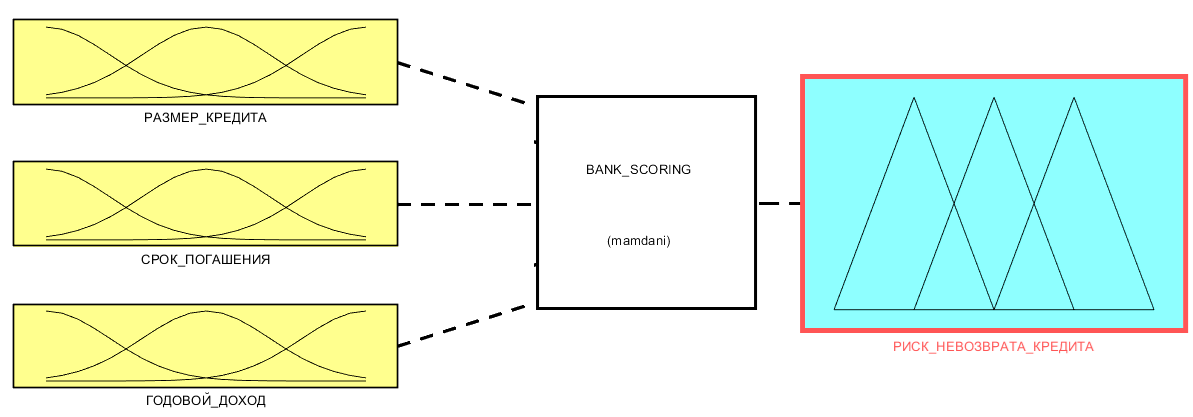 РАЗМЕР_КРЕДИТА
СРОК_ПОГАШЕНИЯ
ГОДОВОЙ_ДОХОД
BANK_SCORING
(mamdani)
РИСК_НЕВОЗВРАТА_КРЕДИТА